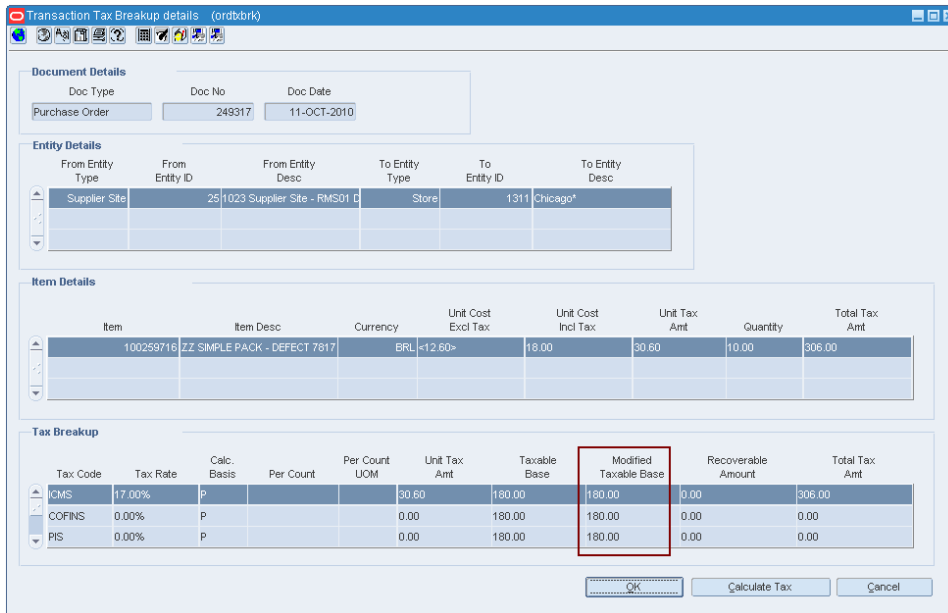 Transaction Tax Breakup details (ordtxbrk)
Document Details
Doc Type Doc No Doc Date
Purchase Order 249317 11-OCT-2010
Entity Details
From Entity Type From Entity ID From Entity Desc To Entity Type To Entity ID To Entity Desc
Supplier Site 25 1023 Supplier Site - RMS01 D Store 1311 Chicago*
Item Details
Item Item Desc Currency Unit Cost Excl Tax Unit Cost Incl Tax Unit Tax Amt Quantity Total Tax Amt
100259716 ZZ SIMPLE PACK - DEFECT 7817 BRL <12.60> 18.00 30.60 10.00 306.00
Tax Breakup
Tax Code Tax Rate Calc. Basis Per Count Per Count UOM Unit Tax Amt Taxable Base Modified Taxable Base Recoverable Amount Total Tax Amt
ICMS 17.00% P 30.60 180.00 180.00 0.00 306.00
COFINS 0.00% P 0.00 180.00 180.00 0.00 0.00
PIS 0.00% P 0.00 180.00 180.00 0.00 0.00
OK Calculate Tax Cancel